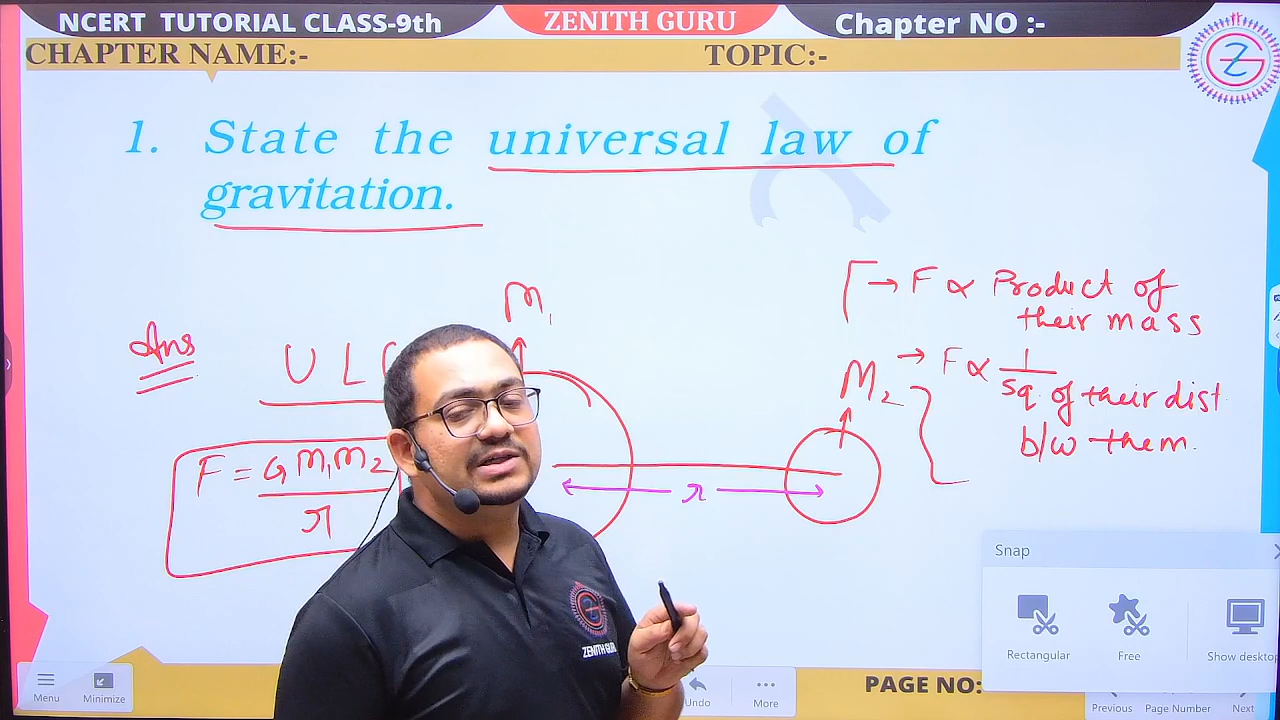 NCERT TUTORIAL CLASS-9th
ZENITH GURU
Chapter NO :-
CHAPTER NAME:-
TOPIC:-
1. State the universal law of
gravitation.
M₁
→ F ∝ Product of
their mass
Ans
U L
M₂
→ F ∝ 1/sq. of their dist
b/w them.
F = G M₁ M₂
r
r
Snap
Rectangular
Free
Show desktop
ZENITH GURU
Menu
Minimize
Undo
More
PAGE NO:
Previous
Page Number
Next